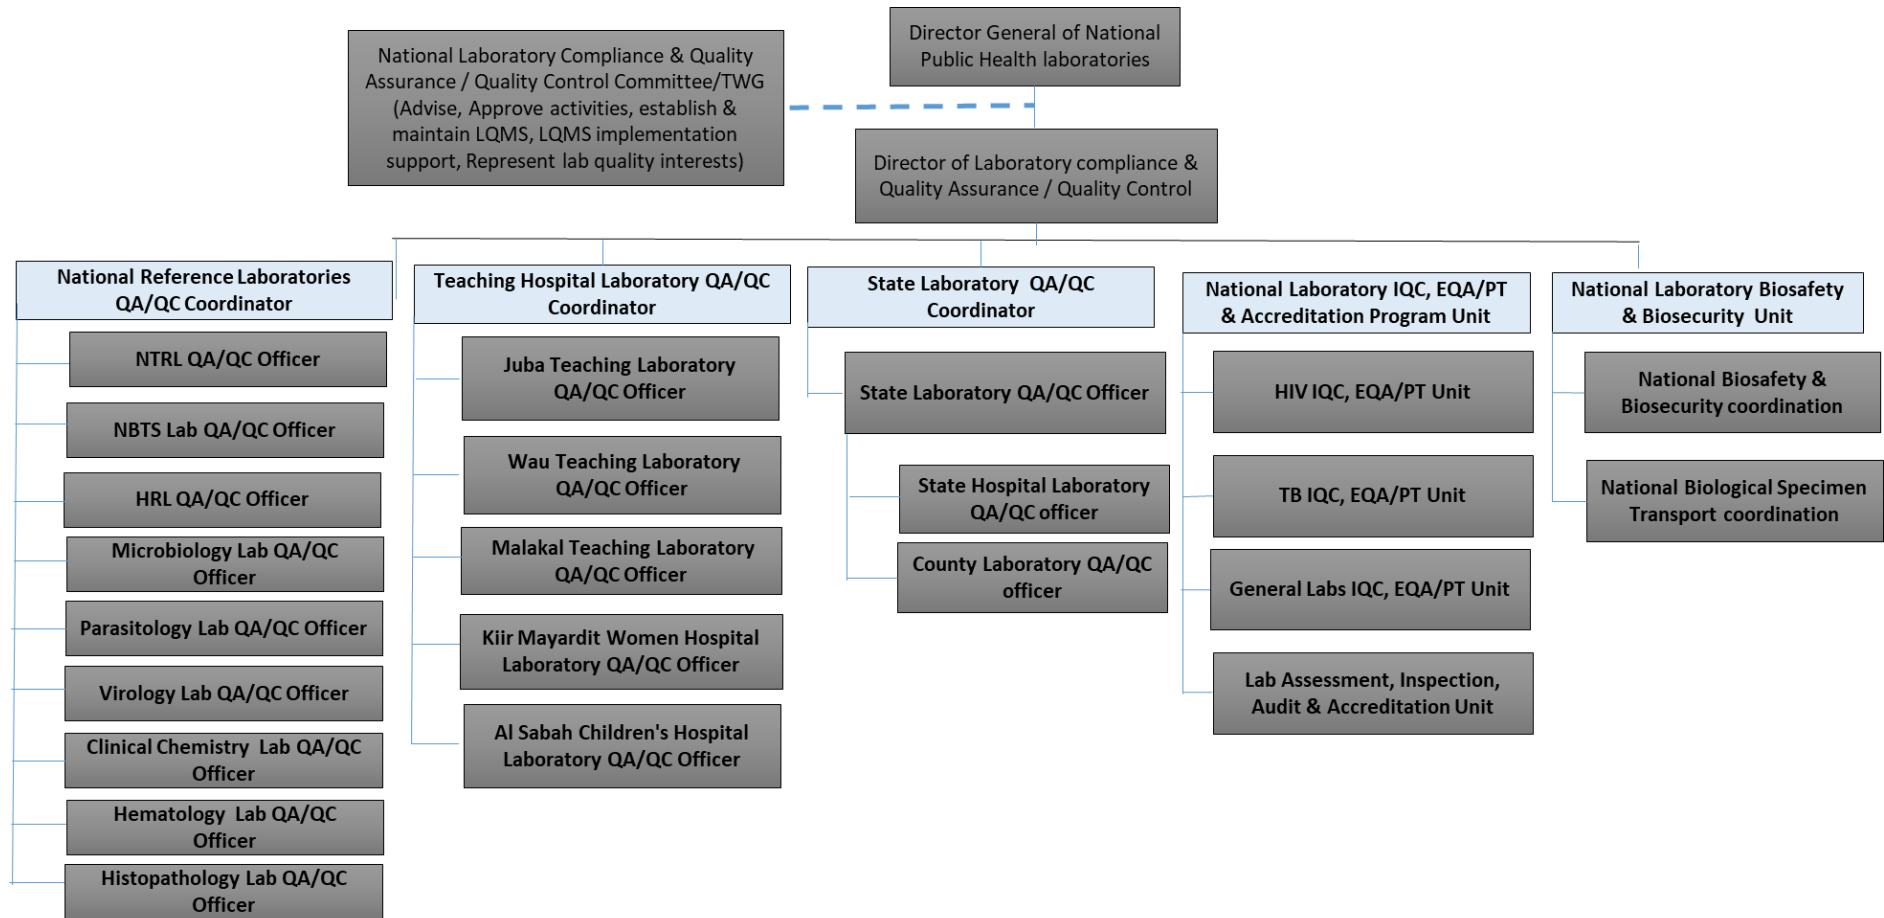 National Laboratory Compliance & Quality
Assurance / Quality Control Committee/TWG
(Advise, Approve activities, establish &
maintain LQMS, LQMS implementation
support, Represent lab quality interests)
Director General of National
Public Health laboratories
Director of Laboratory compliance &
Quality Assurance / Quality Control
National Reference Laboratories
QA/QC Coordinator
NTRL QA/QC Officer
NBTS Lab QA/QC Officer
HRL QA/QC Officer
Microbiology Lab QA/QC
Officer
Parasitology Lab QA/QC Officer
Virology Lab QA/QC Officer
Clinical Chemistry Lab QA/QC
Officer
Hematology Lab QA/QC
Officer
Histopathology Lab QA/QC
Officer
Teaching Hospital Laboratory QA/QC
Coordinator
Juba Teaching Laboratory
QA/QC Officer
Wau Teaching Laboratory
QA/QC Officer
Malakal Teaching Laboratory
QA/QC Officer
Kiir Mayardit Women Hospital
Laboratory QA/QC Officer
Al Sabah Children's Hospital
Laboratory QA/QC Officer
State Laboratory QA/QC
Coordinator
State Laboratory QA/QC Officer
State Hospital Laboratory
QA/QC officer
County Laboratory QA/QC
officer
National Laboratory IQC, EQA/PT
& Accreditation Program Unit
HIV IQC, EQA/PT Unit
TB IQC, EQA/PT Unit
General Labs IQC, EQA/PT Unit
Lab Assessment, Inspection,
Audit & Accreditation Unit
National Laboratory Biosafety
& Biosecurity Unit
National Biosafety &
Biosecurity coordination
National Biological Specimen
Transport coordination